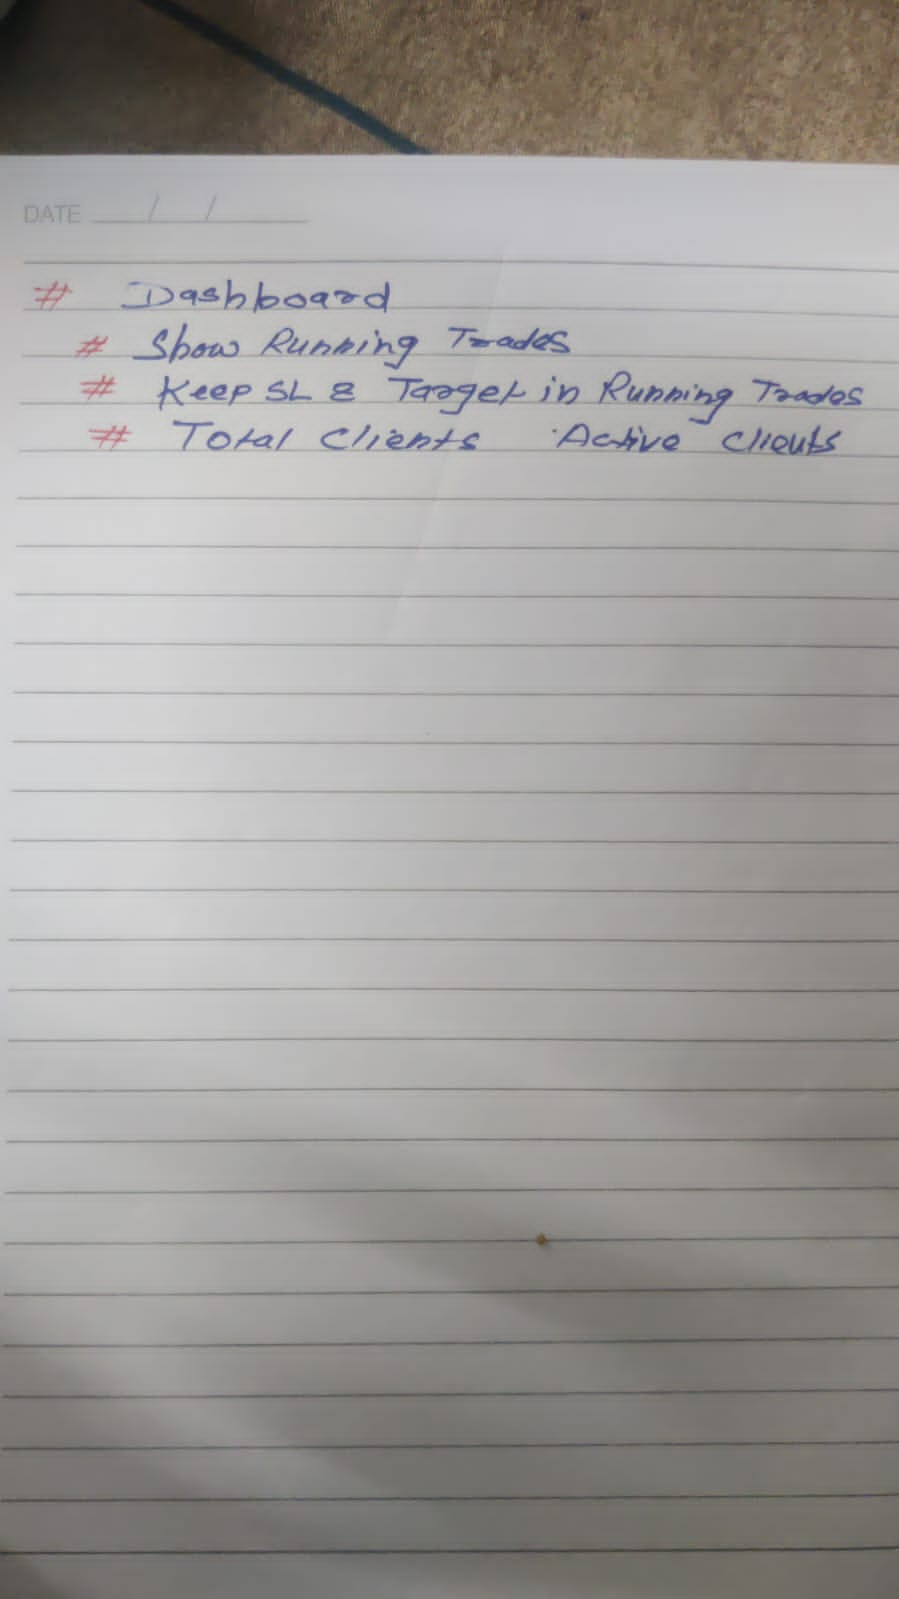 DATE / /
# Dashboard
# Show Running Trades
# Keep SL & Target in Running Trades
# Total Clients Active Clients